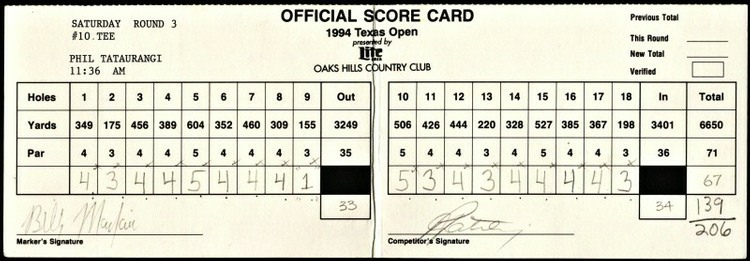 SATURDAY ROUND 3
#10.TEE
PHIL TATAURANGI
11:36 AM
OFFICIAL SCORE CARD
1994 Texas Open
presented by
Lite
OAKS HILLS COUNTRY CLUB
Previous Total
This Round
New Total
Verified
Holes 1 2 3 4 5 6 7 8 9 Out 10 11 12 13 14 15 16 17 18 In Total
Yards 349 175 456 389 604 352 460 309 155 3249 506 426 444 220 328 527 385 367 198 3401 6650
Par 4 3 4 4 5 4 4 4 3 35 5 4 4 3 4 5 4 4 3 36 71
4 3 4 4 5 4 4 4 1 5 3 4 3 4 4 4 4 3 67
33 34 139
206
Billy
Marker's Signature
Competitor's Signature